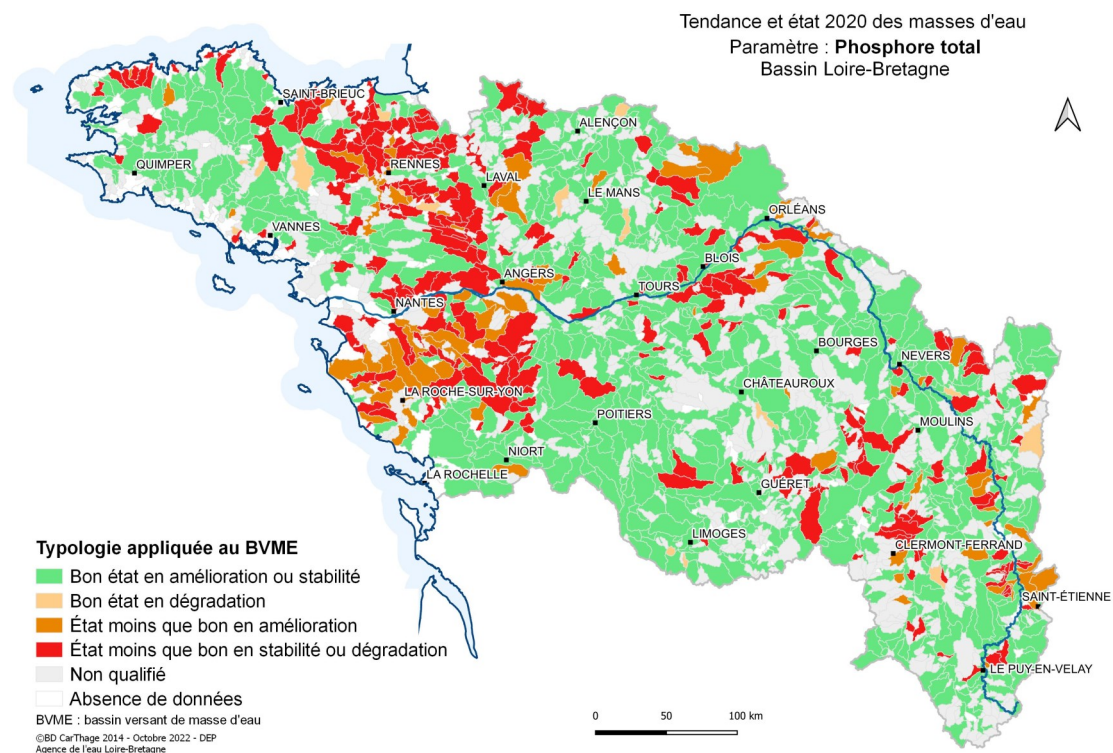 Tendance et état 2020 des masses d'eau
Paramètre : Phosphore total
Bassin Loire-Bretagne
SAINT-BRIEUC
ALENÇON
QUIMPER
RENNES
LAVAL
LE MANS
ORLÉANS
VANNES
BLOIS
ANGERS
TOURS
NANTES
BOURGES
NEVERS
CHÂTEAUROUX
LA ROCHE-SUR-YON
POITIERS
MOULINS
NIORT
LA ROCHELLE
GUÉRET
LIMOGES
CLERMONT-FERRAND
SAINT-ÉTIENNE
LE PUY-EN-VELAY
Typologie appliquée au BVME
Bon état en amélioration ou stabilité
Bon état en dégradation
État moins que bon en amélioration
État moins que bon en stabilité ou dégradation
Non qualifié
Absence de données
BVME : bassin versant de masse d'eau
©BD CarThage 2014 - Octobre 2022 - DEP
Agence de l'eau Loire-Bretagne
0 50 100 km